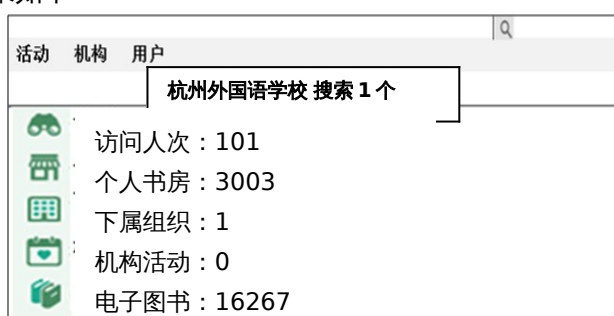 活动 机构 用户
杭州外国语学校 搜索 1 个
访问人次：101
个人书房：3003
下属组织：1
机构活动：0
电子图书：16267